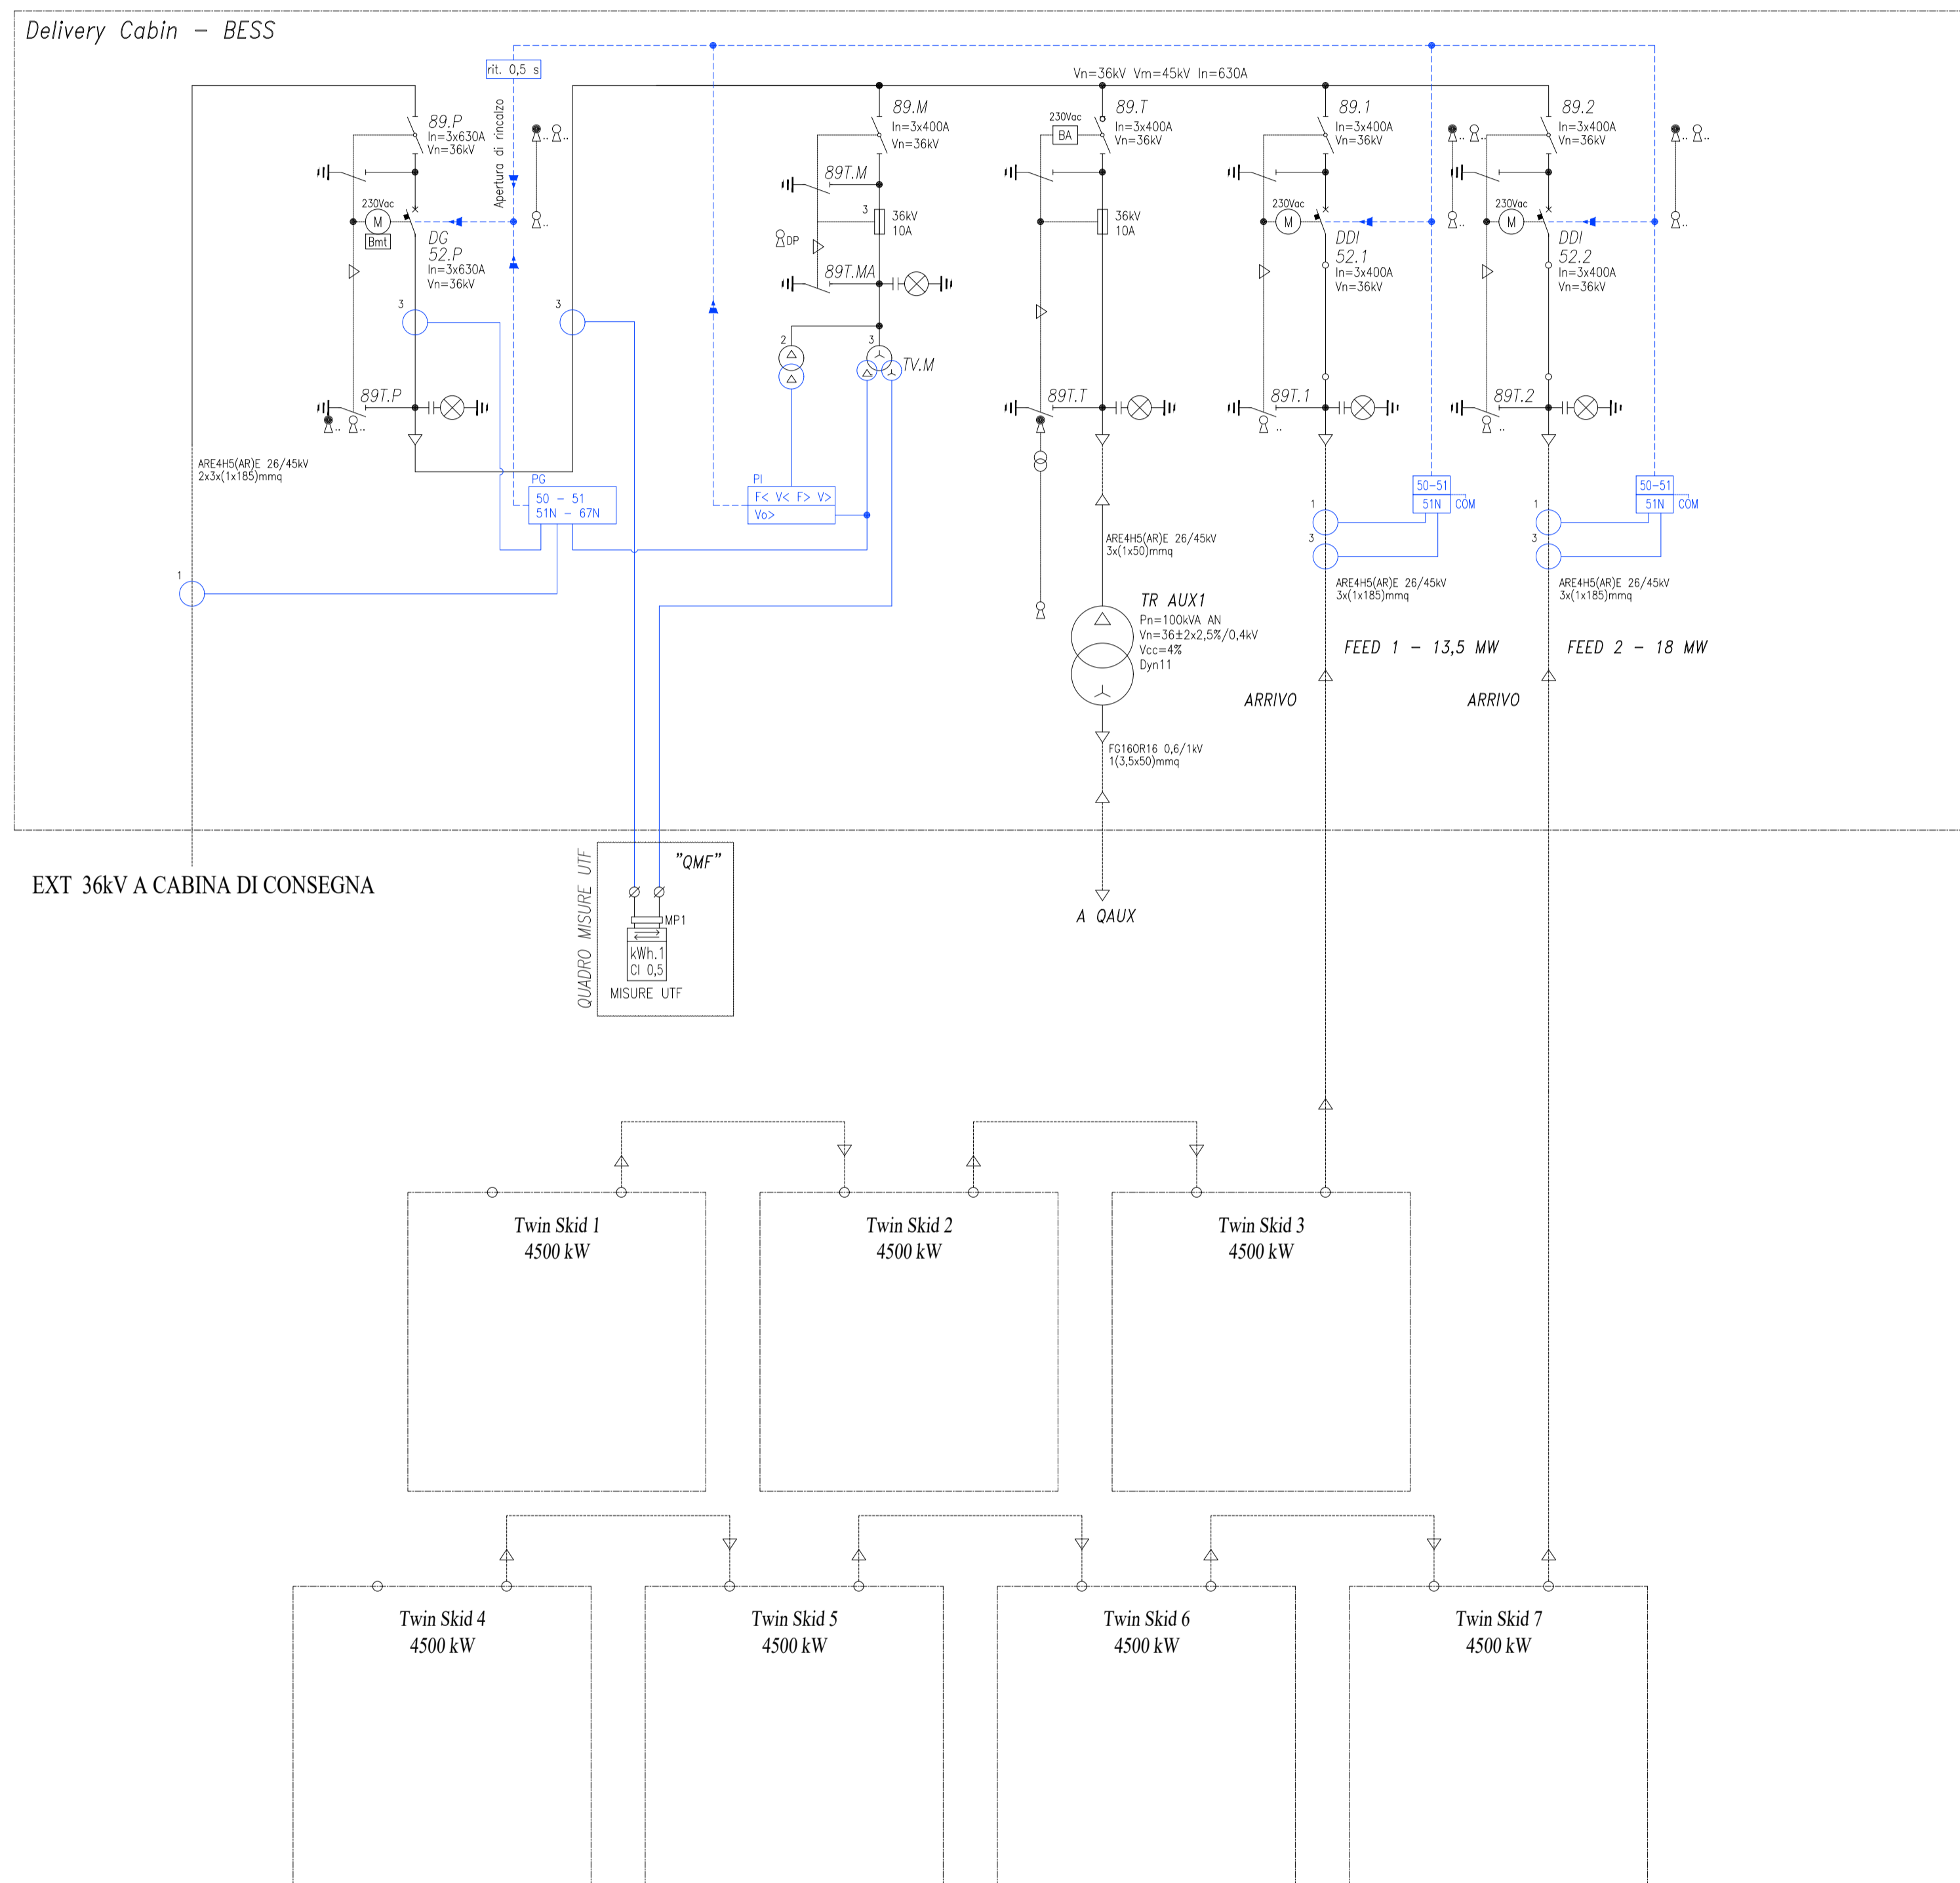 Delivery Cabin - BESS
rit. 0,5 s
Apertura di rincalzo
Vn=36kV Vm=45kV In=630A
89.P
In=3x630A
Vn=36kV
230Vac
M
Bmt
DG
52.P
In=3x630A
Vn=36kV
3
89T.P
..
..
..
..
..
3
ARE4H5(AR)E 26/45kV
2x3x(1x185)mmq
PG
50 - 51
51N - 67N
1
89.M
In=3x400A
Vn=36kV
89T.M
3
36kV
10A
DP
89T.MA
2
3
TV.M
PI
F< V< F> V>
Vo>
89.T
230Vac
BA
In=3x400A
Vn=36kV
36kV
10A
89T.T
ARE4H5(AR)E 26/45kV
3x(1x50)mmq
TR AUX1
Pn=100kVA AN
Vn=36±2x2,5%/0,4kV
Vcc=4%
Dyn11
FG16OR16 0,6/1kV
1(3,5x50)mmq
A QAUX
89.1
In=3x400A
Vn=36kV
..
..
..
230Vac
M
DDI
52.1
In=3x400A
Vn=36kV
89T.1
..
50-51
51N
COM
1
3
ARE4H5(AR)E 26/45kV
3x(1x185)mmq
FEED 1 - 13,5 MW
ARRIVO
89.2
In=3x400A
Vn=36kV
..
..
..
230Vac
M
DDI
52.2
In=3x400A
Vn=36kV
89T.2
..
50-51
51N
COM
1
3
ARE4H5(AR)E 26/45kV
3x(1x185)mmq
FEED 2 - 18 MW
ARRIVO
EXT 36kV A CABINA DI CONSEGNA
QUADRO MISURE UTF
"QMF"
MP1
kWh.1
Cl 0,5
MISURE UTF
Twin Skid 1
4500 kW
Twin Skid 2
4500 kW
Twin Skid 3
4500 kW
Twin Skid 4
4500 kW
Twin Skid 5
4500 kW
Twin Skid 6
4500 kW
Twin Skid 7
4500 kW